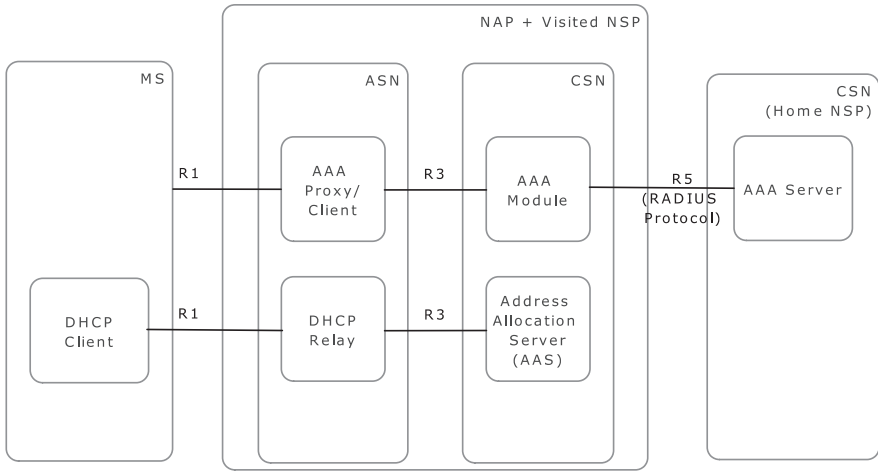 NAP + Visited NSP
MS
ASN
CSN
CSN
(Home NSP)
R1
AAA
Proxy/
Client
R3
AAA
Module
R5
(RADIUS
Protocol)
AAA Server
DHCP
Client
R1
DHCP
Relay
R3
Address
Allocation
Server
(AAS)